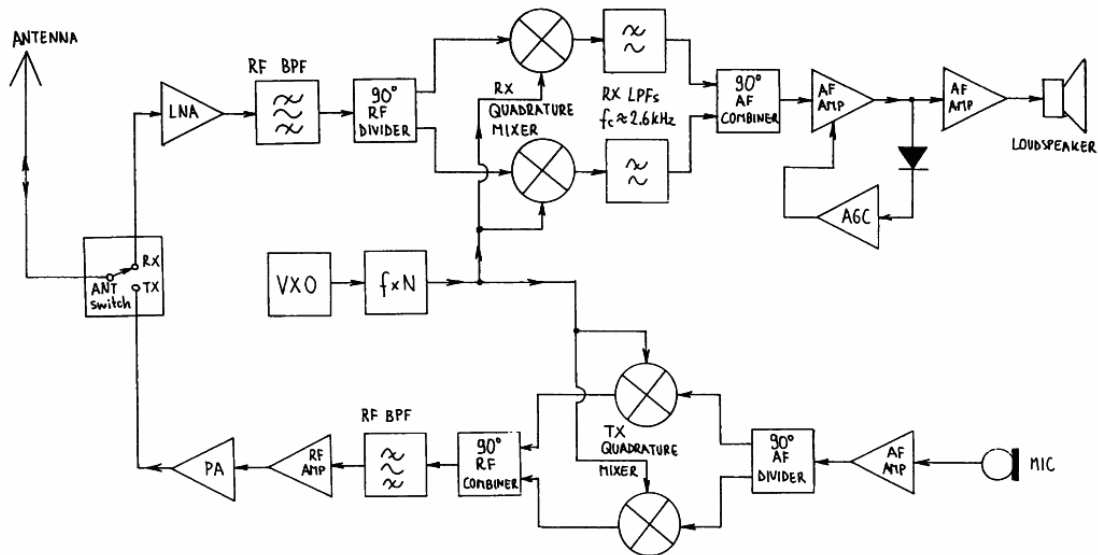 ANTENNA
LNA
RF BPF
90°
RF
DIVIDER
RX
QUADRATURE
MIXER
RX LPFs
fc≈2.6kHz
90°
AF
COMBINER
AF
AMP
AF
AMP
LOUDSPEAKER
AGC
RX
ANT
switch
TX
VXO
f×N
TX
QUADRATURE
MIXER
PA
RF
AMP
RF BPF
90°
RF
COMBINER
90°
AF
DIVIDER
AF
AMP
MIC